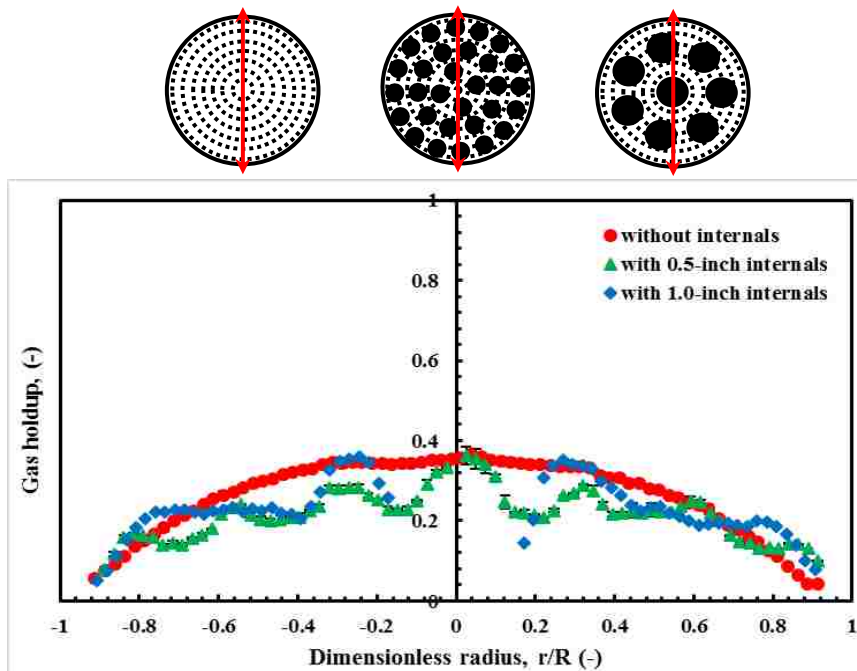 1
0.8
0.6
0.4
0.2
0
without internals
with 0.5-inch internals
with 1.0-inch internals
Gas holdup, (-)
-1 -0.8 -0.6 -0.4 -0.2 0 0.2 0.4 0.6 0.8 1
Dimensionless radius, r/R (-)